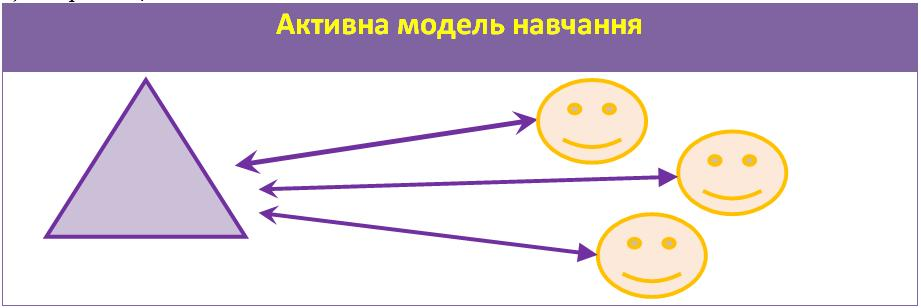 Активна модель навчання